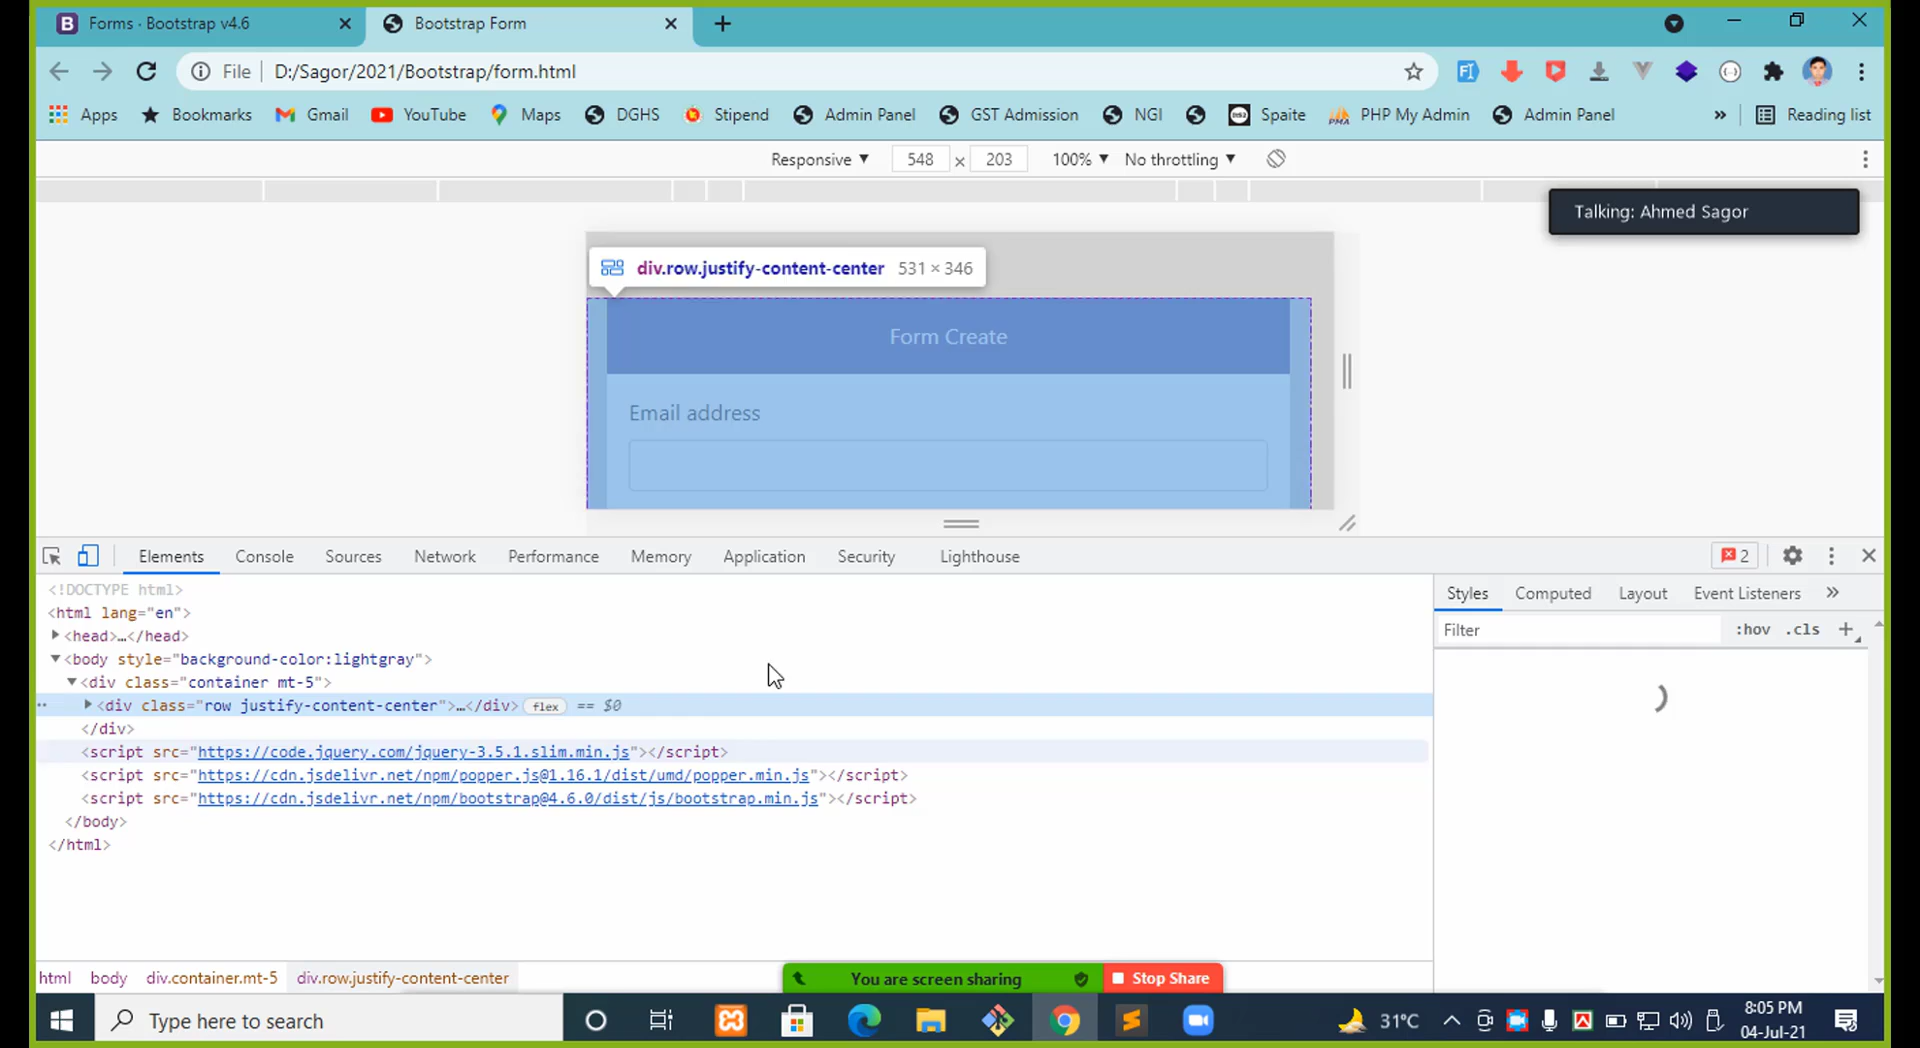 Forms · Bootstrap v4.6
Bootstrap Form
File D:/Sagor/2021/Bootstrap/form.html
Apps Bookmarks Gmail YouTube Maps DGHS Stipend Admin Panel GST Admission NGI Spaite PHP My Admin Admin Panel » Reading list
Responsive ▼ 548 x 203 100% ▼ No throttling ▼
Talking: Ahmed Sagor
div.row.justify-content-center 531 × 346
Form Create
Email address
Elements Console Sources Network Performance Memory Application Security Lighthouse 2
<!DOCTYPE html>
<html lang="en">
<head>…</head>
<body style="background-color:lightgray">
<div class="container mt-5">
<div class="row justify-content-center">…</div> flex == $0
</div>
<script src="https://code.jquery.com/jquery-3.5.1.slim.min.js"></script>
<script src="https://cdn.jsdelivr.net/npm/popper.js@1.16.1/dist/umd/popper.min.js"></script>
<script src="https://cdn.jsdelivr.net/npm/bootstrap@4.6.0/dist/js/bootstrap.min.js"></script>
</body>
</html>
Styles Computed Layout Event Listeners »
Filter :hov .cls +
html body div.container.mt-5 div.row.justify-content-center
You are screen sharing Stop Share
Type here to search
31°C
8:05 PM
04-Jul-21